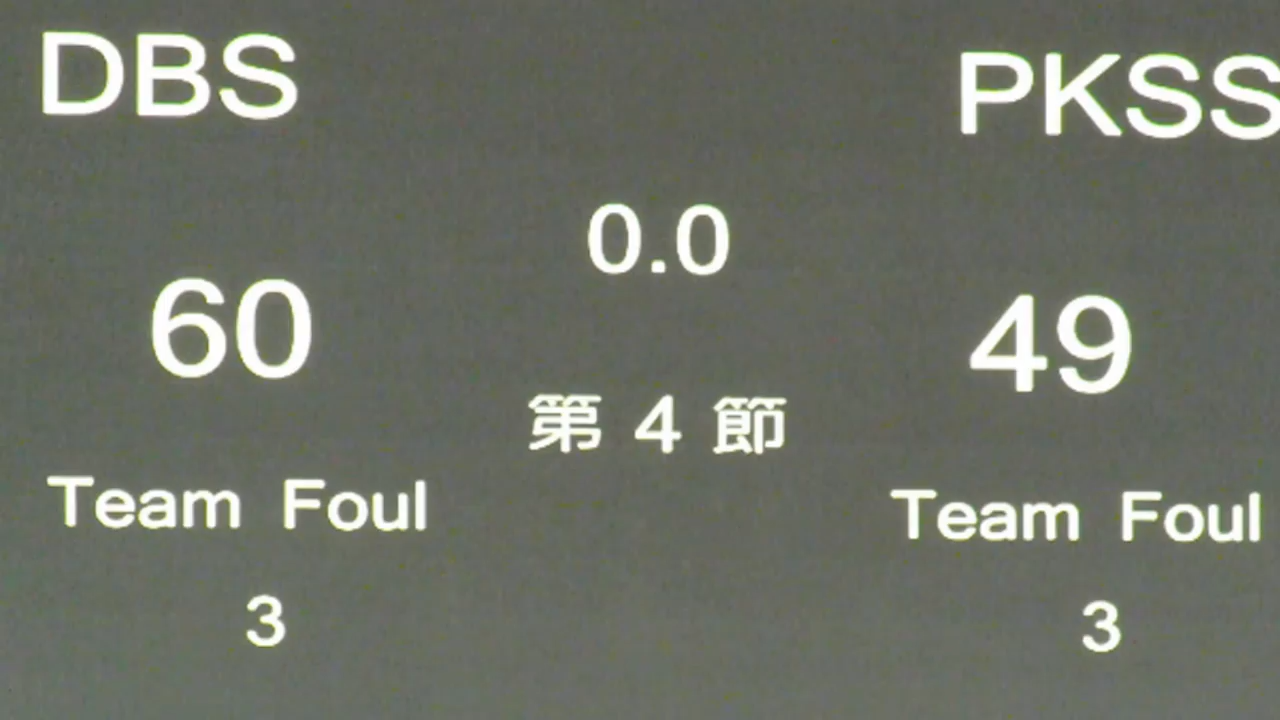 DBS
PKSS
0.0
60
49
第 4 節
Team Foul
Team Foul
3
3